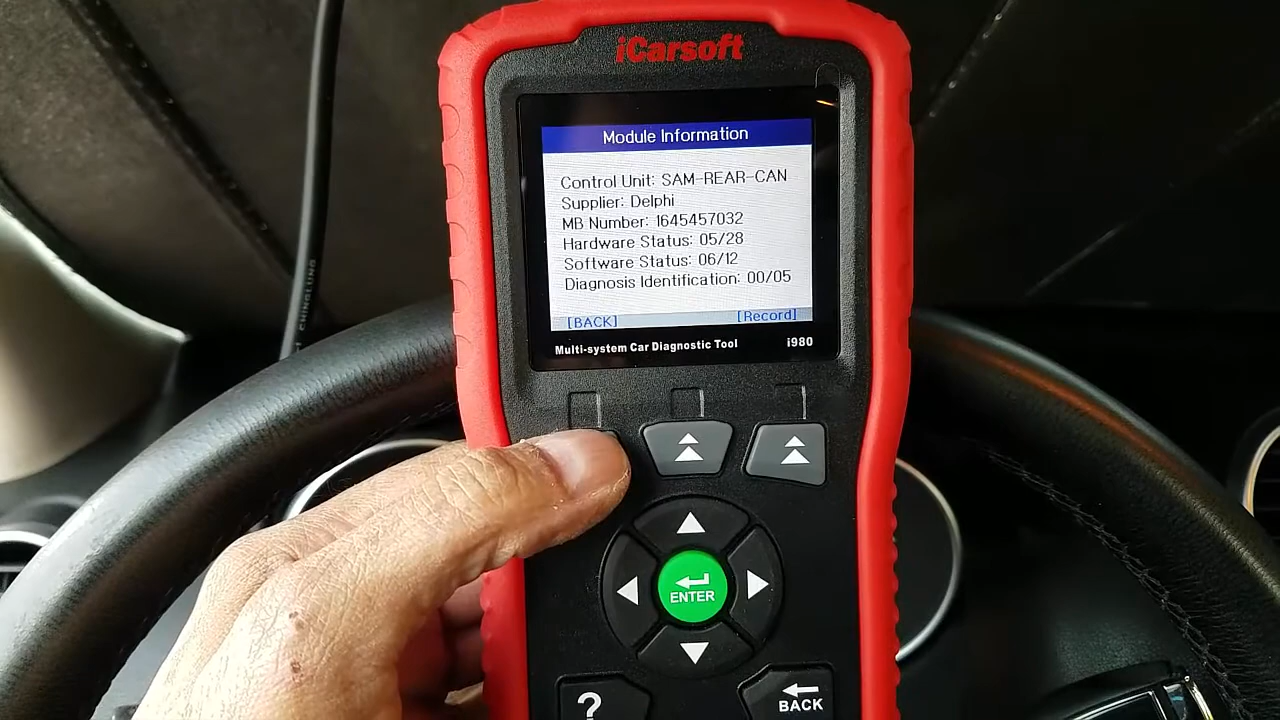 iCarsoft
Module Information
Control Unit: SAM-REAR-CAN
Supplier: Delphi
MB Number: 1645457032
Hardware Status: 05/28
Software Status: 06/12
Diagnosis Identification: 00/05
[BACK] [Record]
Multi-system Car Diagnostic Tool i980
ENTER
? BACK